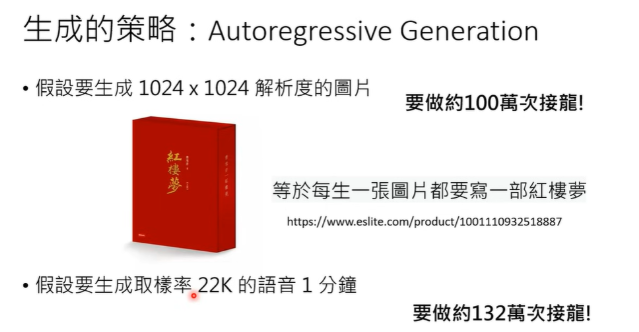 生成的策略：Autoregressive Generation
• 假設要生成 1024 x 1024 解析度的圖片
要做約100萬次接龍!
紅樓夢
等於每生一張圖片都要寫一部紅樓夢
https://www.eslite.com/product/1001110932518887
• 假設要生成取樣率 22K 的語音 1 分鐘
要做約132萬次接龍!